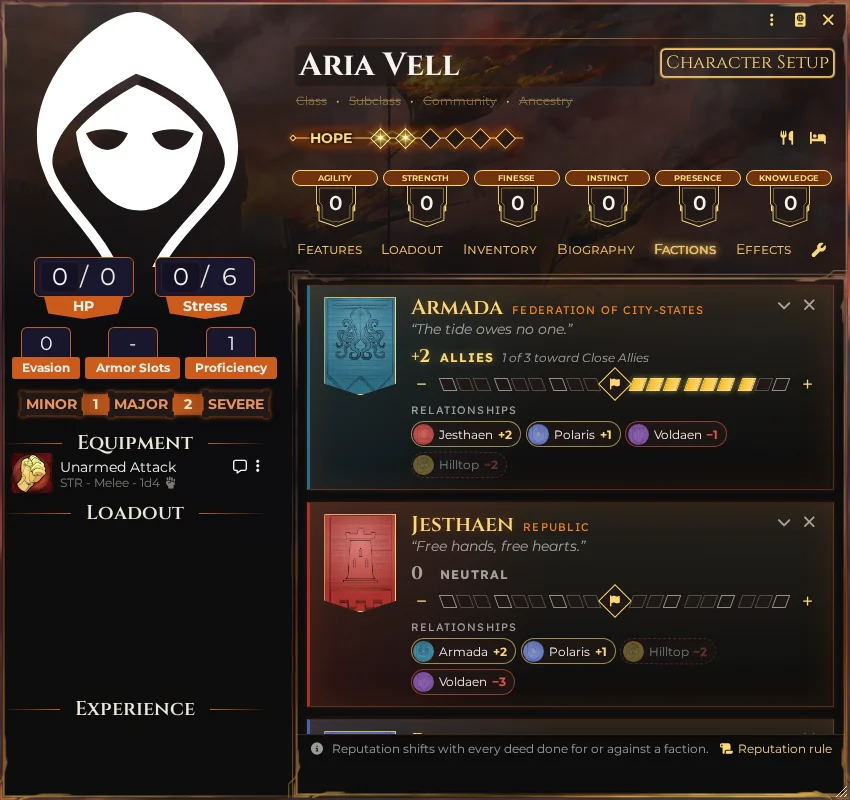 Aria Vell
Character Setup
Class • Subclass • Community • Ancestry
HOPE
AGILITY STRENGTH FINESSE INSTINCT PRESENCE KNOWLEDGE
0 0 0 0 0 0
Features Loadout Inventory Biography Factions Effects
0 / 0 0 / 6
HP Stress
0 - 1
Evasion Armor Slots Proficiency
MINOR 1 MAJOR 2 SEVERE
Equipment
Unarmed Attack
STR - Melee - 1d4
Loadout
Experience
Armada FEDERATION OF CITY-STATES
“The tide owes no one.”
+2 ALLIES 1 of 3 toward Close Allies
− +
RELATIONSHIPS
Jesthaen +2 Polaris +1 Voldaen −1
Hilltop −2
Jesthaen REPUBLIC
“Free hands, free hearts.”
0 NEUTRAL
− +
RELATIONSHIPS
Armada +2 Polaris +1 Hilltop −2
Voldaen −3
Reputation shifts with every deed done for or against a faction. Reputation rule